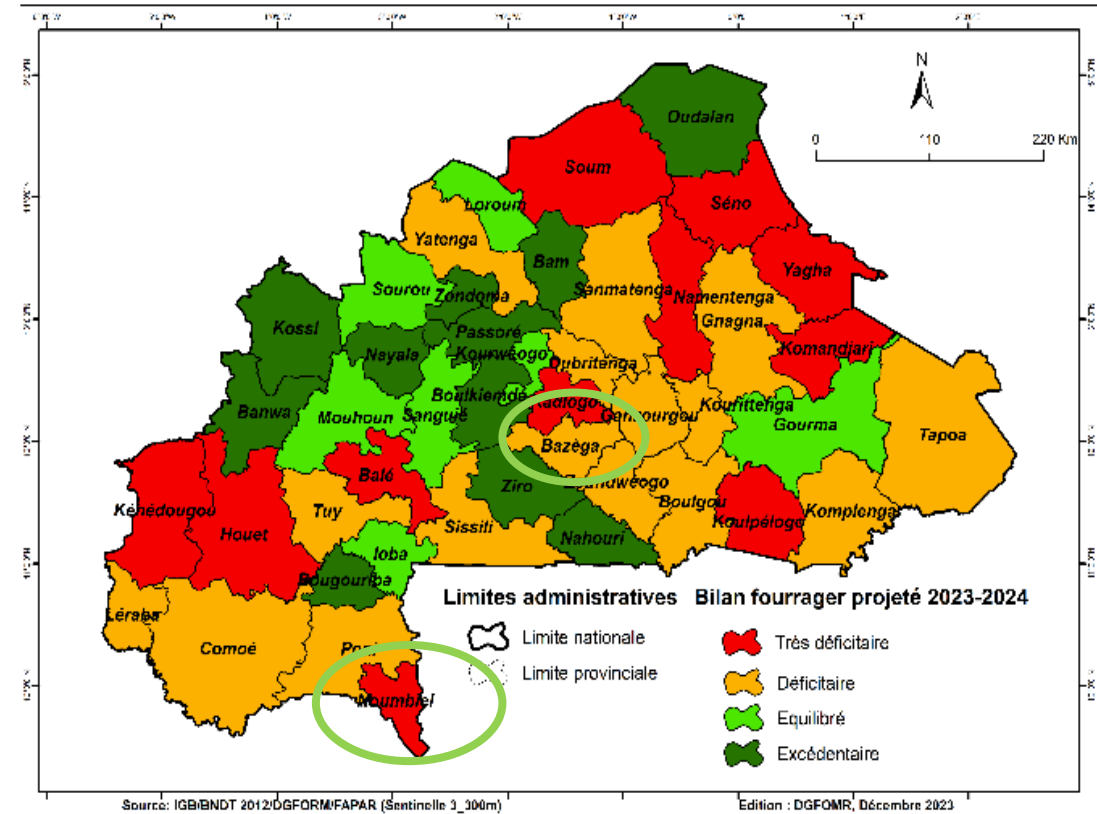 N
0 110 220 Km
Oudalan
Soum
Séno
Loroum
Yatenga
Bam
Yagha
Sourou
Zondoma
Sanmatenga
Namentenga
Gnagna
Kossi
Passoré
Nayala
Kourwéogo
Komandjari
Oubritenga
Boulkiemdé
Kadiogo
Banwa
Mouhoun
Sanguié
Ganzourgou
Kourittenga
Gourma
Tapoa
Bazèga
Balé
Ziro
Zoundwéogo
Boulgou
Koulpélogo
Komplenga
Kénédougou
Houet
Tuy
Sissili
Nahouri
Ioba
Bougouriba
Léraba
Comoé
Poni
Noumbiel
Limites administratives
Limite nationale
Limite provinciale
Bilan fourrager projeté 2023-2024
Très déficitaire
Déficitaire
Equilibré
Excédentaire
Source: IGB/BNDT 2012/DGFORM/FAPAR (Sentinelle 3_300m)
Edition : DGFOMR, Décembre 2023